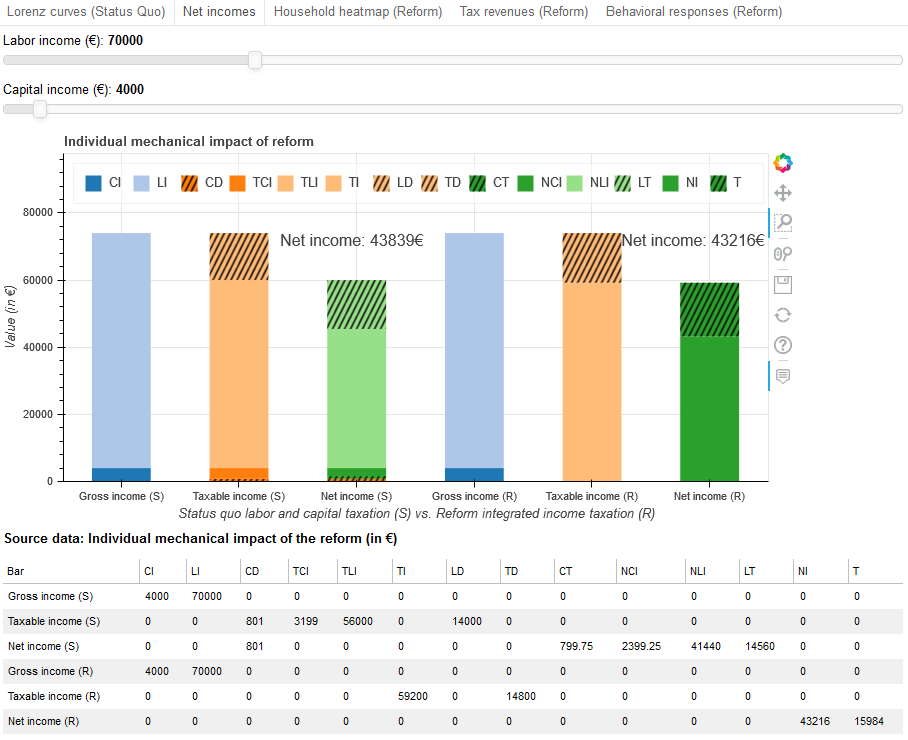 Lorenz curves (Status Quo) Net incomes Household heatmap (Reform) Tax revenues (Reform) Behavioral responses (Reform)
Labor income (€): 70000
Capital income (€): 4000
Individual mechanical impact of reform
CI LI CD TCI TLI TI LD TD CT NCI NLI LT NI T
80000
Net income: 43839€ Net income: 43216€
60000
Value (in €)
40000
20000
0
Gross income (S) Taxable income (S) Net income (S) Gross income (R) Taxable income (R) Net income (R)
Status quo labor and capital taxation (S) vs. Reform integrated income taxation (R)
Source data: Individual mechanical impact of the reform (in €)
Bar CI LI CD TCI TLI TI LD TD CT NCI NLI LT NI T
Gross income (S) 4000 70000 0 0 0 0 0 0 0 0 0 0 0 0
Taxable income (S) 0 0 801 3199 56000 0 14000 0 0 0 0 0 0 0
Net income (S) 0 0 801 0 0 0 0 0 799.75 2399.25 41440 14560 0 0
Gross income (R) 4000 70000 0 0 0 0 0 0 0 0 0 0 0 0
Taxable income (R) 0 0 0 0 0 59200 0 14800 0 0 0 0 0 0
Net income (R) 0 0 0 0 0 0 0 0 0 0 0 0 43216 15984